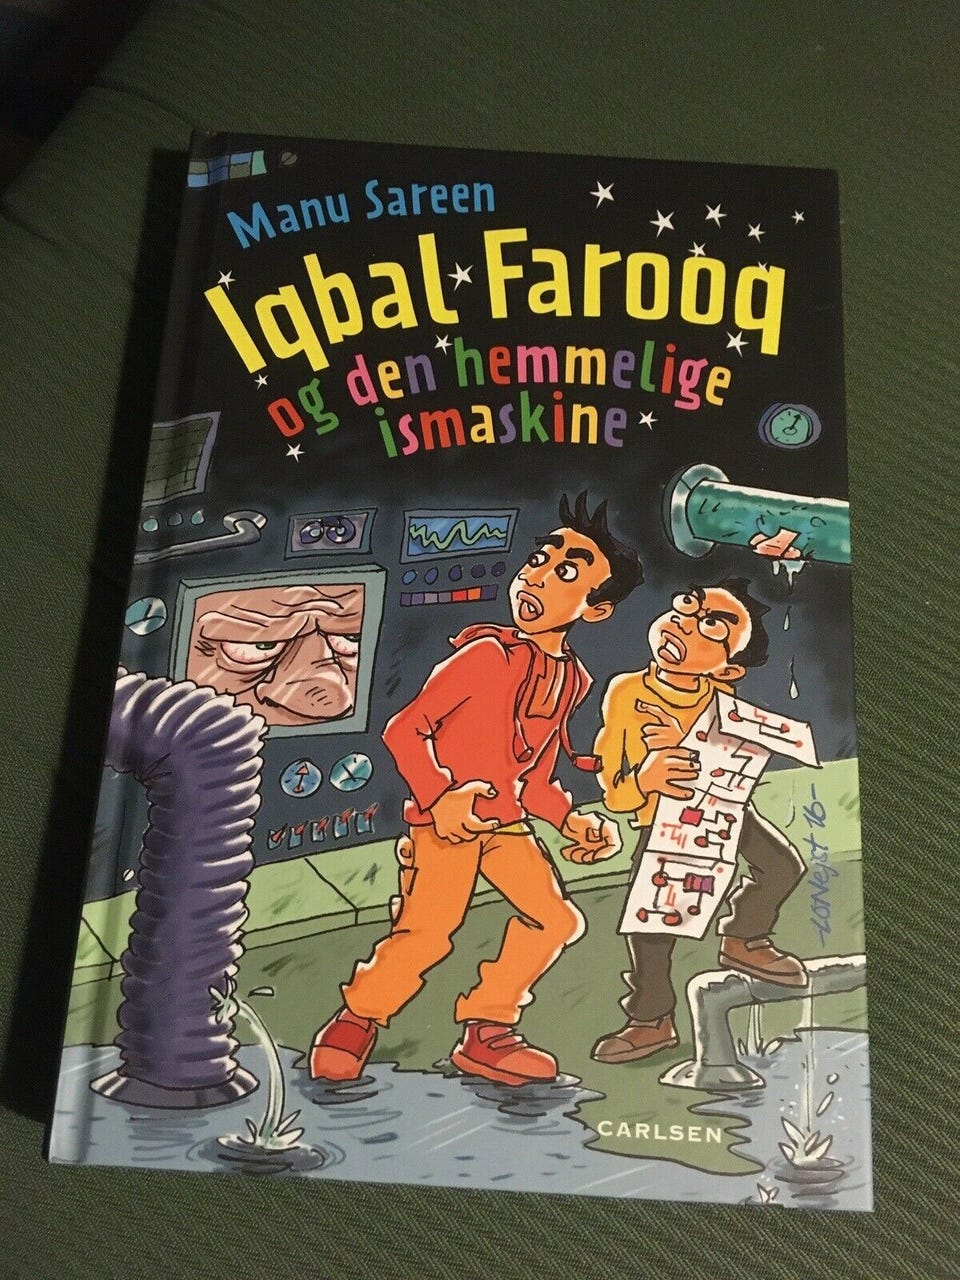 Manu Sareen
Iqbal Farooq
og den hemmelige
ismaskine
CARLSEN